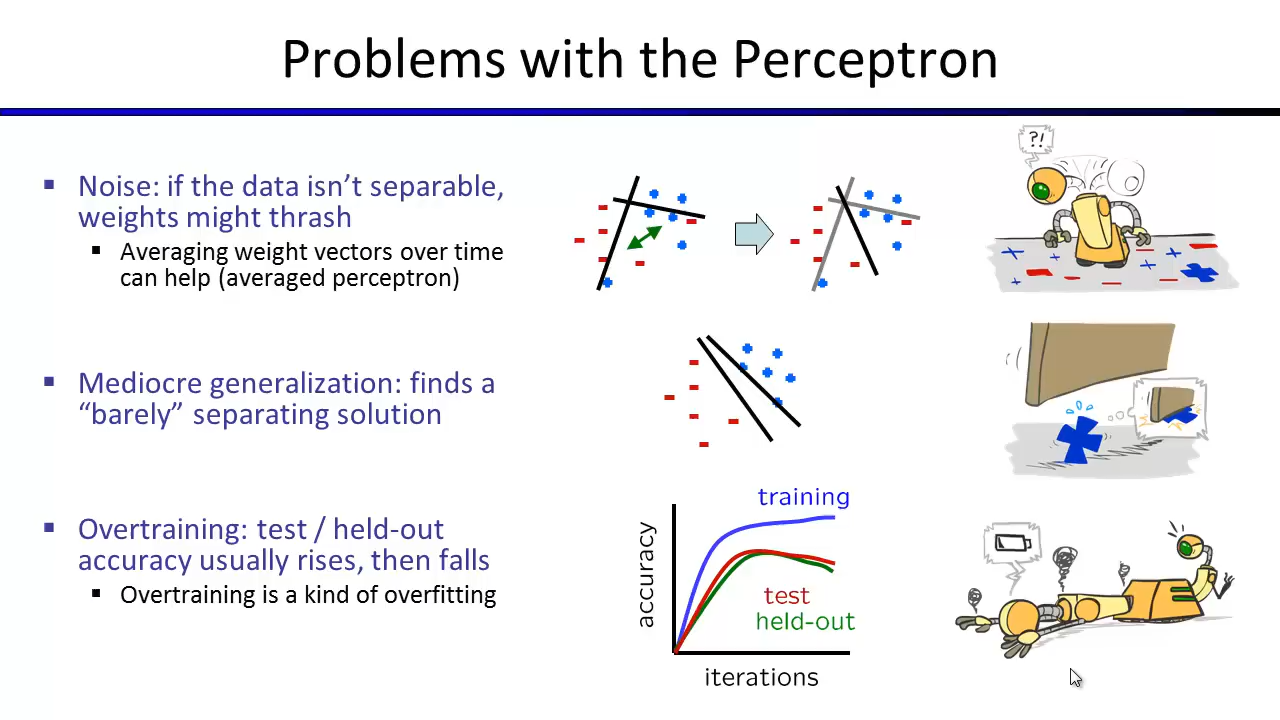 Problems with the Perceptron
Noise: if the data isn't separable,
weights might thrash
Averaging weight vectors over time
can help (averaged perceptron)
?!
Mediocre generalization: finds a
“barely” separating solution
Overtraining: test / held-out
accuracy usually rises, then falls
Overtraining is a kind of overfitting
training
accuracy
test
held-out
iterations